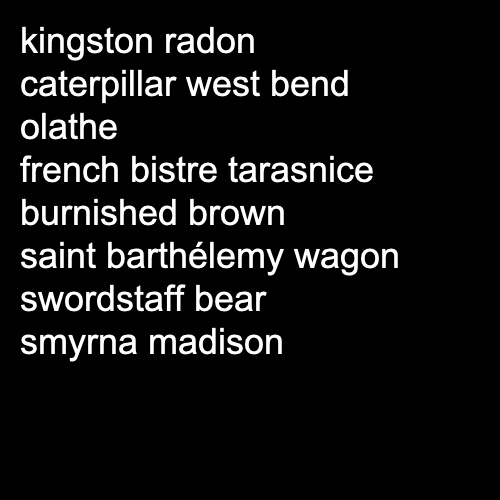 kingston radon
caterpillar west bend
olathe
french bistre tarasnice
burnished brown
saint barthélemy wagon
swordstaff bear
smyrna madison